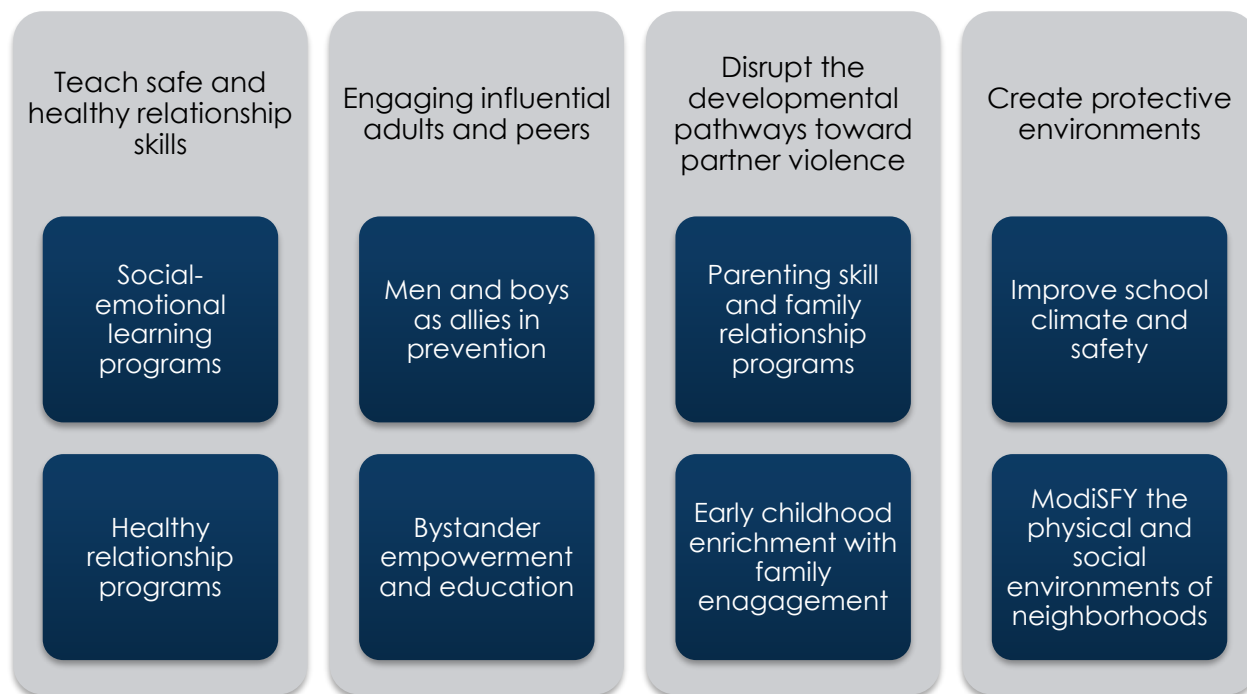 Teach safe and
healthy relationship
skills
Social-
emotional
learning
programs
Healthy
relationship
programs
Engaging influential
adults and peers
Men and boys
as allies in
prevention
Bystander
empowerment
and education
Disrupt the
developmental
pathways toward
partner violence
Parenting skill
and family
relationship
programs
Early childhood
enrichment with
family
enagagement
Create protective
environments
Improve school
climate and
safety
ModiSFY the
physical and
social
environments of
neighborhoods